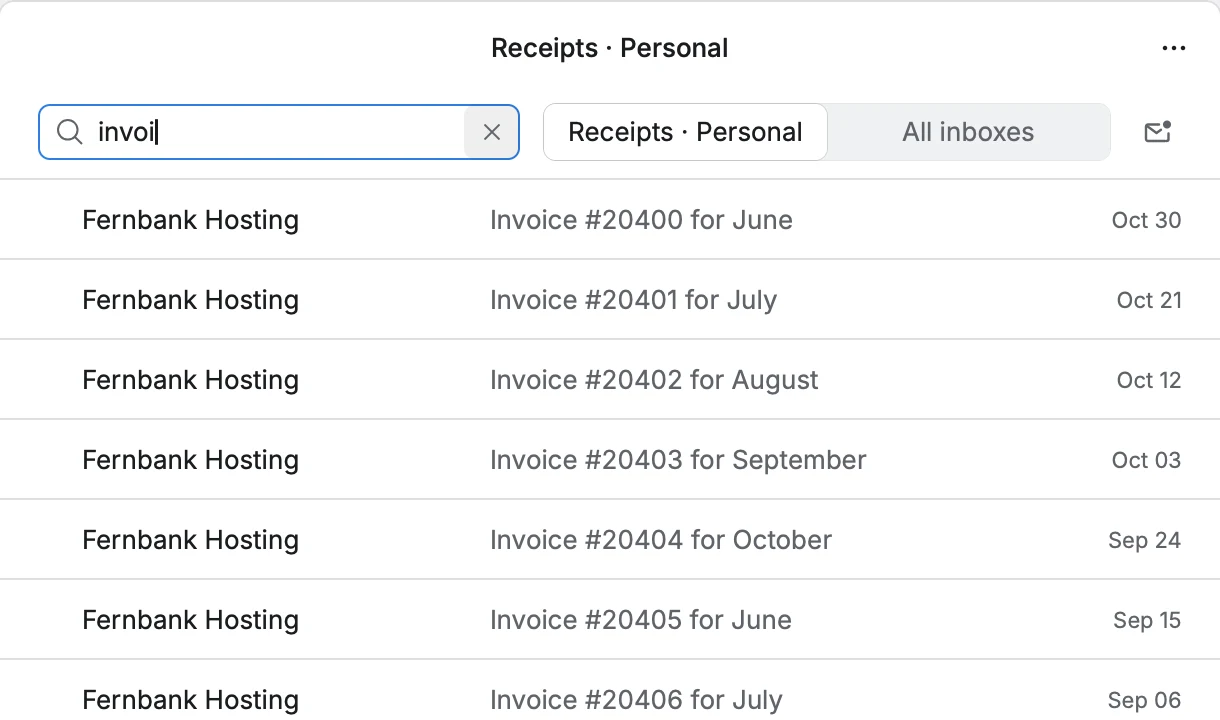 Receipts · Personal
invoi
Receipts · Personal
All inboxes
Fernbank Hosting Invoice #20400 for June Oct 30
Fernbank Hosting Invoice #20401 for July Oct 21
Fernbank Hosting Invoice #20402 for August Oct 12
Fernbank Hosting Invoice #20403 for September Oct 03
Fernbank Hosting Invoice #20404 for October Sep 24
Fernbank Hosting Invoice #20405 for June Sep 15
Fernbank Hosting Invoice #20406 for July Sep 06